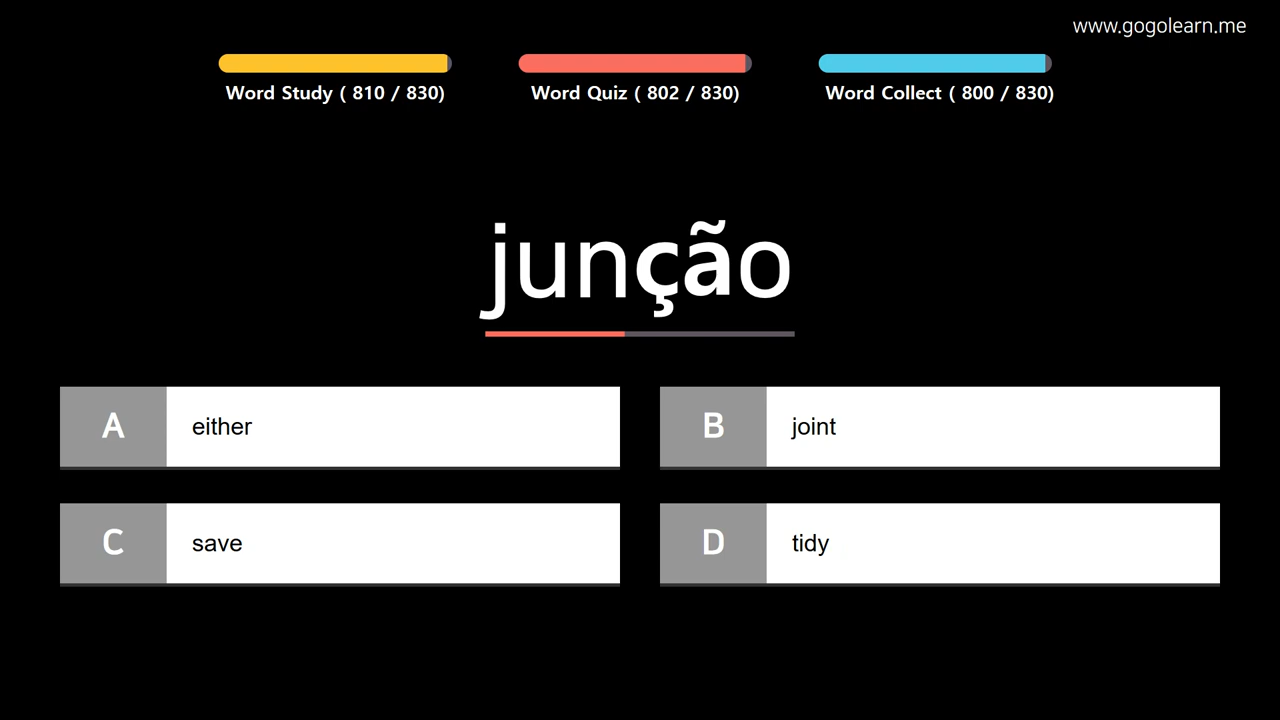 www.gogolearn.me
Word Study ( 810 / 830)
Word Quiz ( 802 / 830)
Word Collect ( 800 / 830)
junção
A either
B joint
C save
D tidy